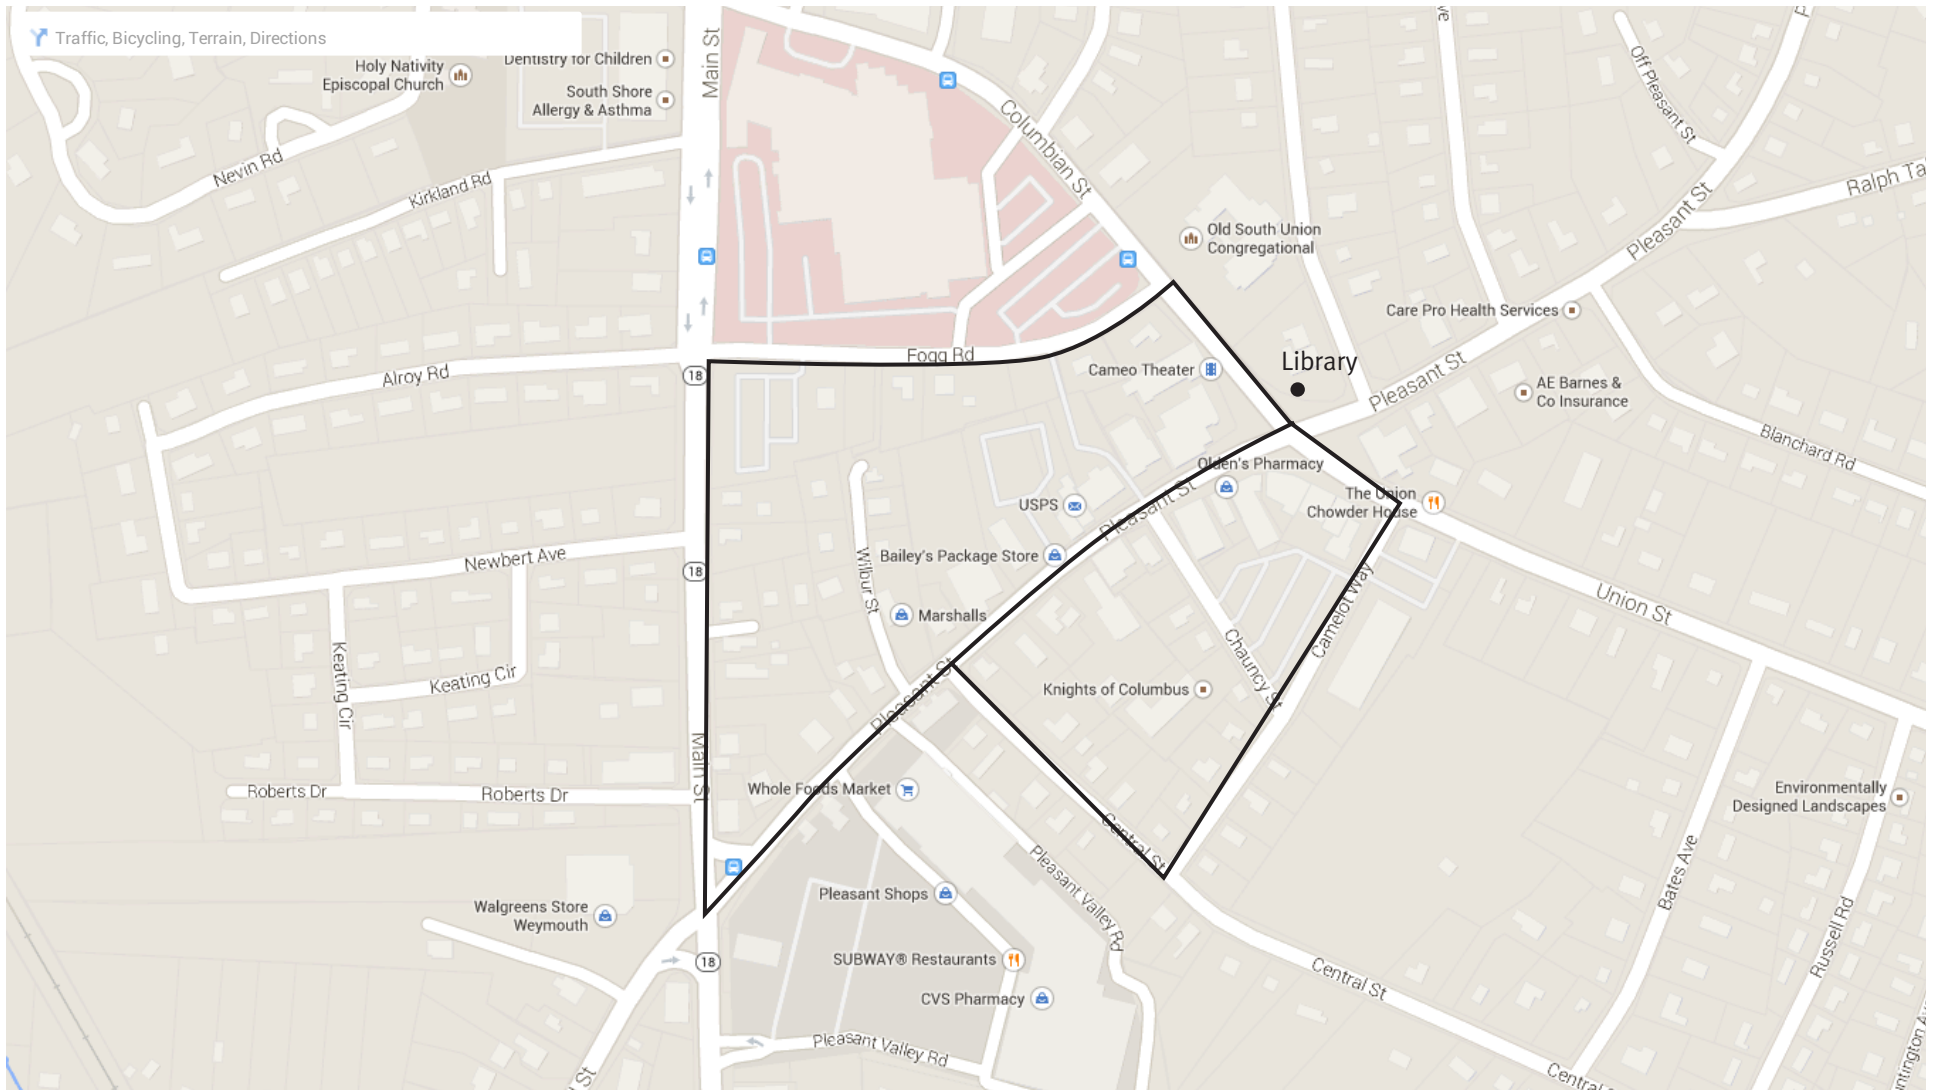 Traffic, Bicycling, Terrain, Directions
Holy Nativity
Episcopal Church
Dentistry for Children
South Shore
Allergy & Asthma
Main St
Columbian St
Off Pleasant St
Nevin Rd
Kirkland Rd
Pleasant St
Old South Union
Congregational
Care Pro Health Services
Fogg Rd
Cameo Theater
Library
Alroy Rd
18
Pleasant St
AE Barnes &
Co Insurance
Blanchard Rd
Olden's Pharmacy
USPS
Pleasant St
The Union
Chowder House
Newbert Ave
18
Bailey's Package Store
Wilbur St
Marshalls
Camelot Way
Union St
Chauncy St
Keating Cir
Keating Cir
Pleasant St
Knights of Columbus
Main St
Roberts Dr
Roberts Dr
Whole Foods Market
Central St
Environmentally
Designed Landscapes
Bates Ave
Pleasant Valley Rd
Pleasant Shops
Walgreens Store
Weymouth
Russell Rd
18
SUBWAY® Restaurants
CVS Pharmacy
Central St
Pleasant Valley Rd
Central
St